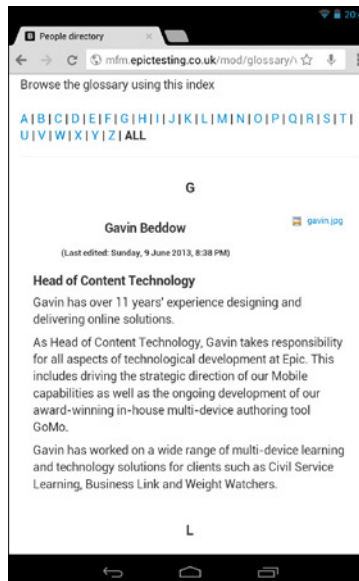 20:
B People directory ×
mfm.epictesting.co.uk/mod/glossary/
Browse the glossary using this index
A | B | C | D | E | F | G | H | I | J | K | L | M | N | O | P | Q | R | S | T |
U | V | W | X | Y | Z | ALL
G
Gavin Beddow
gavin.jpg
(Last edited: Sunday, 9 June 2013, 8:38 PM)
Head of Content Technology
Gavin has over 11 years' experience designing and
delivering online solutions.
As Head of Content Technology, Gavin takes responsibility
for all aspects of technological development at Epic. This
includes driving the strategic direction of our Mobile
capabilities as well as the ongoing development of our
award-winning in-house multi-device authoring tool
GoMo.
Gavin has worked on a wide range of multi-device learning
and technology solutions for clients such as Civil Service
Learning, Business Link and Weight Watchers.
L